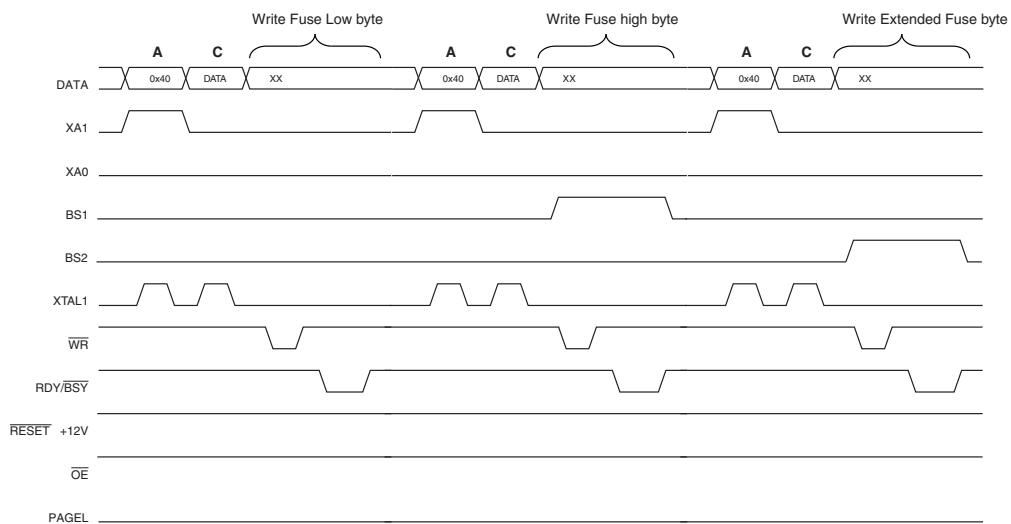 Write Fuse Low byte Write Fuse high byte Write Extended Fuse byte
A C A C A C
DATA 0x40 DATA XX 0x40 DATA XX 0x40 DATA XX
XA1
XA0
BS1
BS2
XTAL1
WR
RDY/BSY
RESET +12V
OE
PAGEL